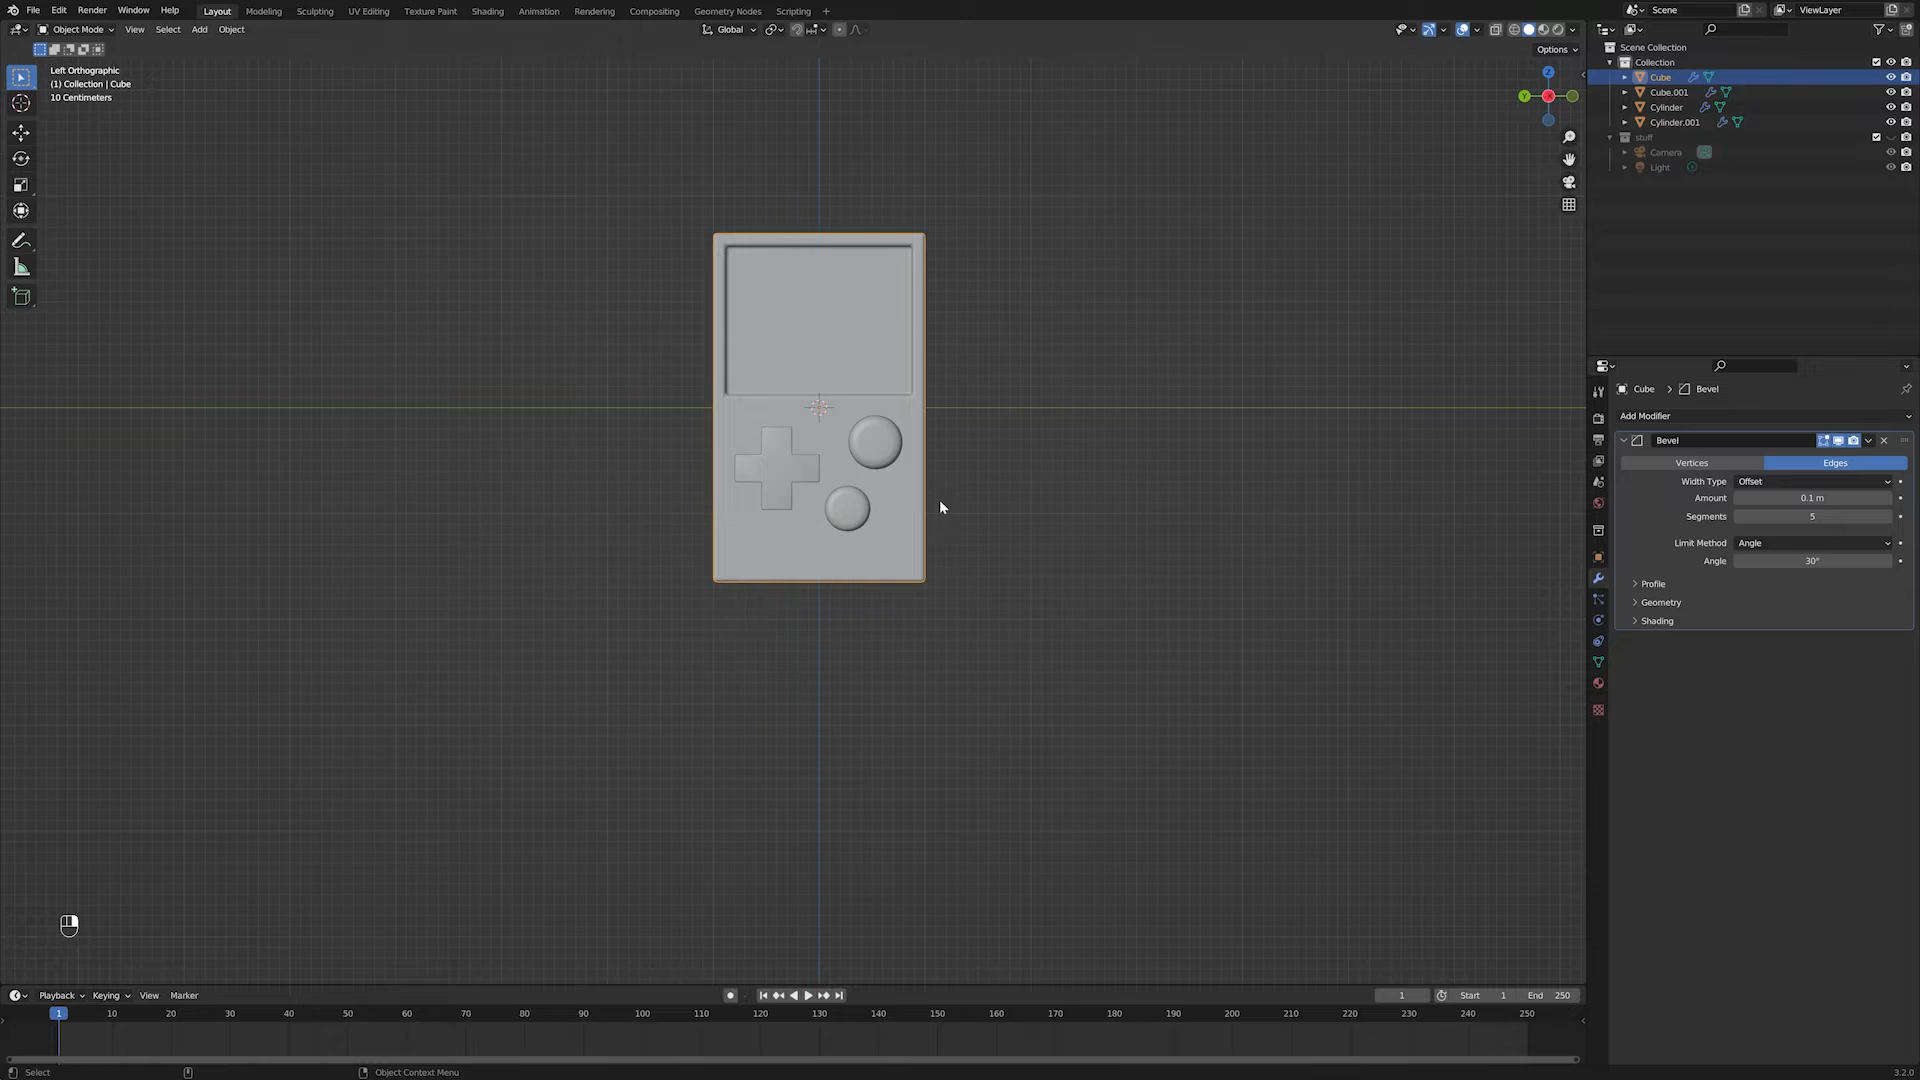 File Edit Render Window Help Layout Modeling Sculpting UV Editing Texture Paint Shading Animation Rendering Compositing Geometry Nodes Scripting + Scene ViewLayer
Object Mode View Select Add Object Global
Options
Left Orthographic
(1) Collection | Cube
10 Centimeters
Scene Collection
Collection
Cube
Cube.001
Cylinder
Cylinder.001
stuff
Camera
Light
Cube > Bevel
Add Modifier
Bevel
Vertices Edges
Width Type Offset
Amount 0.1 m
Segments 5
Limit Method Angle
Angle 30°
Profile
Geometry
Shading
Playback Keying View Marker 1 Start 1 End 250
1 10 20 30 40 50 60 70 80 90 100 110 120 130 140 150 160 170 180 190 200 210 220 230 240 250
Select Object Context Menu 3.2.0